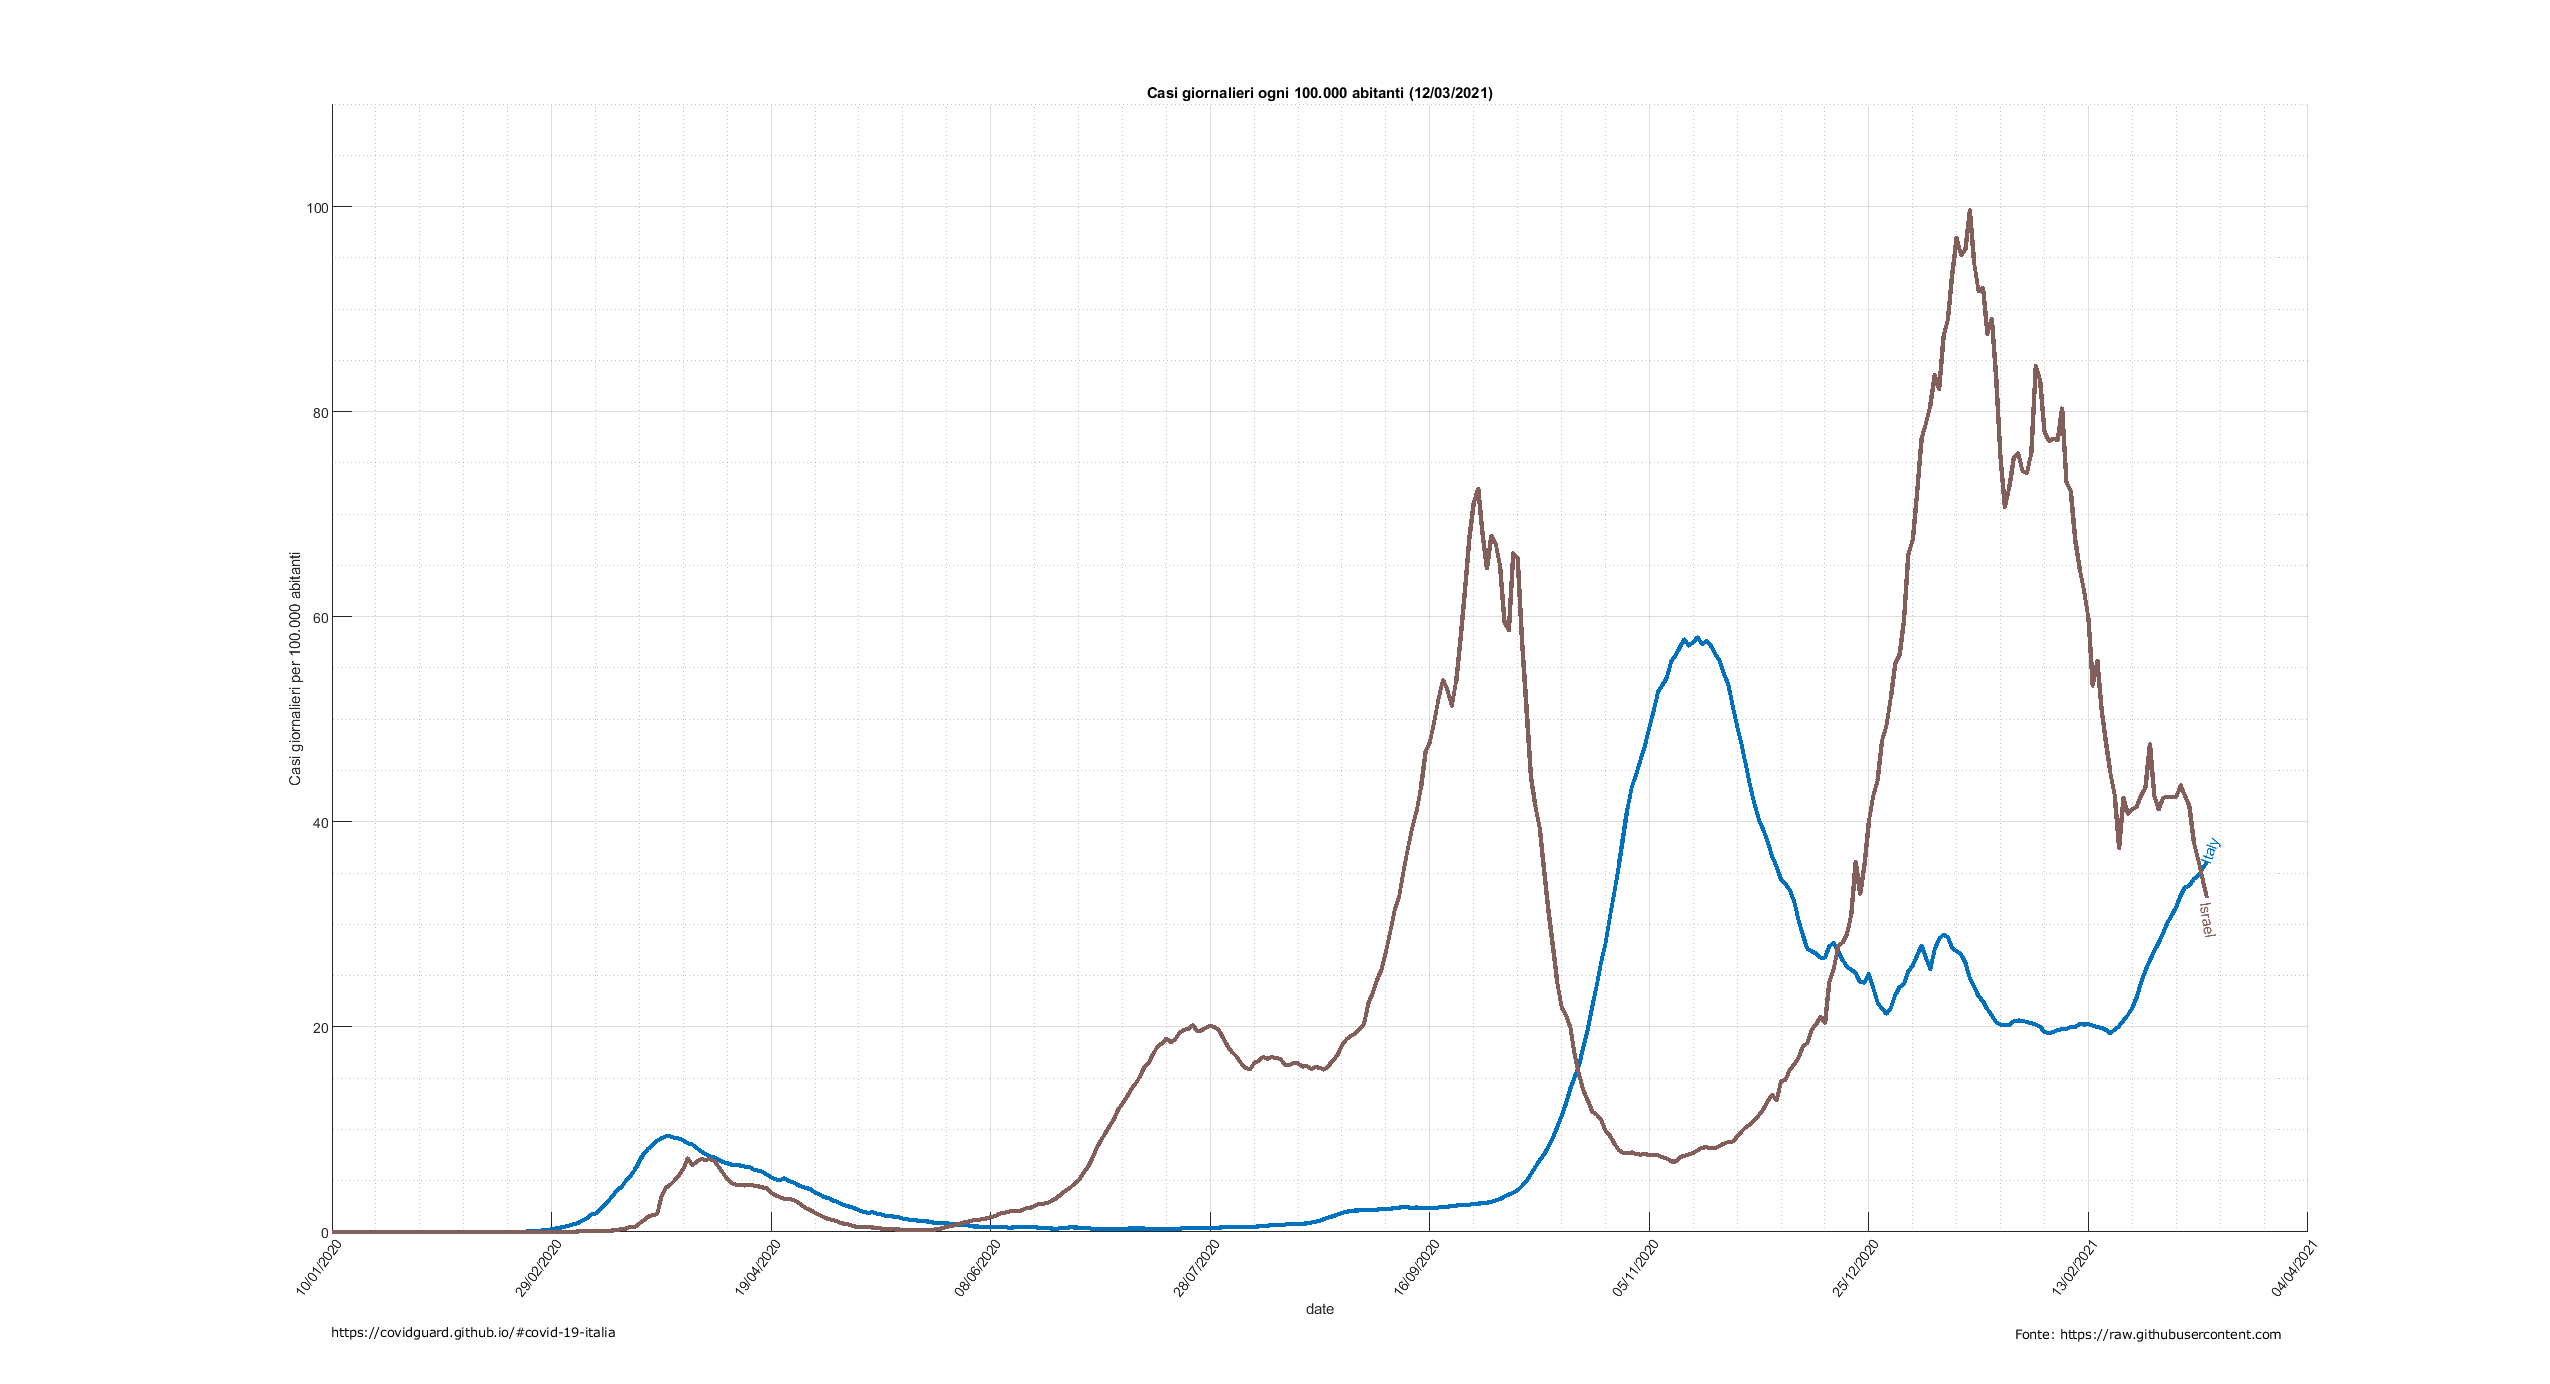 Casi giornalieri ogni 100.000 abitanti (12/03/2021)
Casi giornalieri per 100.000 abitanti
100
80
60
40
20
0
Italy
Israel
10/01/2020
29/02/2020
19/04/2020
08/06/2020
28/07/2020
16/09/2020
05/11/2020
25/12/2020
13/02/2021
04/04/2021
date
https://covidguard.github.io/#covid-19-italia
Fonte: https://raw.githubusercontent.com